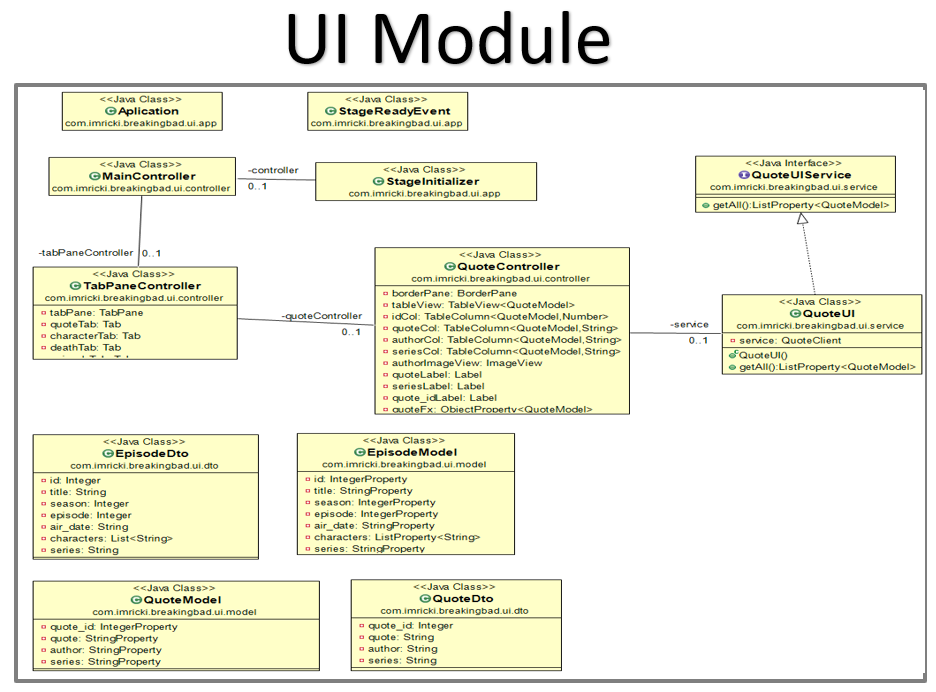 UI Module
<<Java Class>>
Aplication
com.imricki.breakingbad.ui.app
<<Java Class>>
StageReadyEvent
com.imricki.breakingbad.ui.app
<<Java Class>>
MainController
com.imricki.breakingbad.ui.controller
-controller
0..1
<<Java Class>>
StageInitializer
com.imricki.breakingbad.ui.app
<<Java Interface>>
QuoteUIService
com.imricki.breakingbad.ui.service
getAll():ListProperty<QuoteModel>
-tabPaneController
0..1
<<Java Class>>
TabPaneController
com.imricki.breakingbad.ui.controller
tabPane: TabPane
quoteTab: Tab
characterTab: Tab
deathTab: Tab
-quoteController
0..1
<<Java Class>>
QuoteController
com.imricki.breakingbad.ui.controller
borderPane: BorderPane
tableView: TableView<QuoteModel>
idCol: TableColumn<QuoteModel,Number>
quoteCol: TableColumn<QuoteModel,String>
authorCol: TableColumn<QuoteModel,String>
seriesCol: TableColumn<QuoteModel,String>
authorImageView: ImageView
quoteLabel: Label
seriesLabel: Label
quote_idLabel: Label
quoteFx: ObjectProperty<QuoteModel>
-service
0..1
<<Java Class>>
QuoteUI
com.imricki.breakingbad.ui.service
service: QuoteClient
QuoteUI()
getAll():ListProperty<QuoteModel>
<<Java Class>>
EpisodeDto
com.imricki.breakingbad.ui.dto
id: Integer
title: String
season: Integer
episode: Integer
air_date: String
characters: List<String>
series: String
<<Java Class>>
EpisodeModel
com.imricki.breakingbad.ui.model
id: IntegerProperty
title: StringProperty
season: IntegerProperty
episode: IntegerProperty
air_date: StringProperty
characters: ListProperty<String>
series: StringProperty
<<Java Class>>
QuoteModel
com.imricki.breakingbad.ui.model
quote_id: IntegerProperty
quote: StringProperty
author: StringProperty
series: StringProperty
<<Java Class>>
QuoteDto
com.imricki.breakingbad.ui.dto
quote_id: Integer
quote: String
author: String
series: String